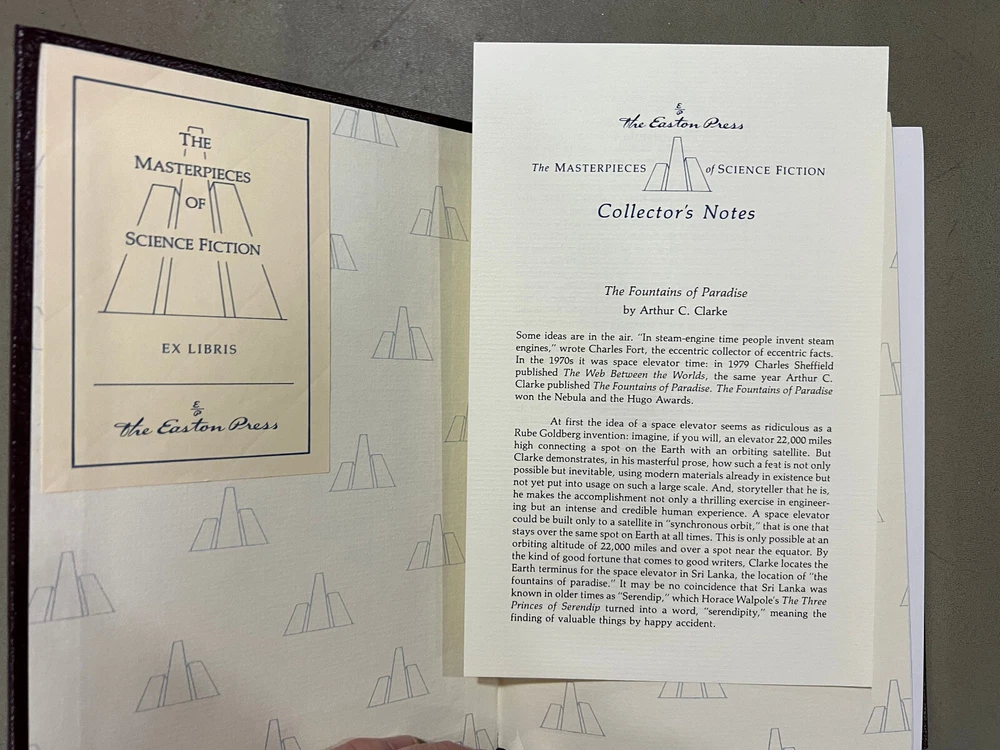 THE
MASTERPIECES
OF
SCIENCE FICTION
EX LIBRIS
E/P
the Easton Press
E/P
the Easton Press
The MASTERPIECES of SCIENCE FICTION
Collector's Notes
The Fountains of Paradise
by Arthur C. Clarke
Some ideas are in the air. "In steam-engine time people invent steam
engines," wrote Charles Fort, the eccentric collector of eccentric facts.
In the 1970s it was space elevator time: in 1979 Charles Sheffield
published The Web Between the Worlds, the same year Arthur C.
Clarke published The Fountains of Paradise. The Fountains of Paradise
won the Nebula and the Hugo Awards.
At first the idea of a space elevator seems as ridiculous as a
Rube Goldberg invention: imagine, if you will, an elevator 22,000 miles
high connecting a spot on the Earth with an orbiting satellite. But
Clarke demonstrates, in his masterful prose, how such a feat is not only
possible but inevitable, using modern materials already in existence but
not yet put into usage on such a large scale. And, storyteller that he is,
he makes the accomplishment not only a thrilling exercise in engineer-
ing but an intense and credible human experience. A space elevator
could be built only to a satellite in "synchronous orbit," that is one that
stays over the same spot on Earth at all times. This is only possible at an
orbiting altitude of 22,000 miles and over a spot near the equator. By
the kind of good fortune that comes to good writers, Clarke locates the
Earth terminus for the space elevator in Sri Lanka, the location of "the
fountains of paradise." It may be no coincidence that Sri Lanka was
known in older times as "Serendip," which Horace Walpole's The Three
Princes of Serendip turned into a word, "serendipity," meaning the
finding of valuable things by happy accident.